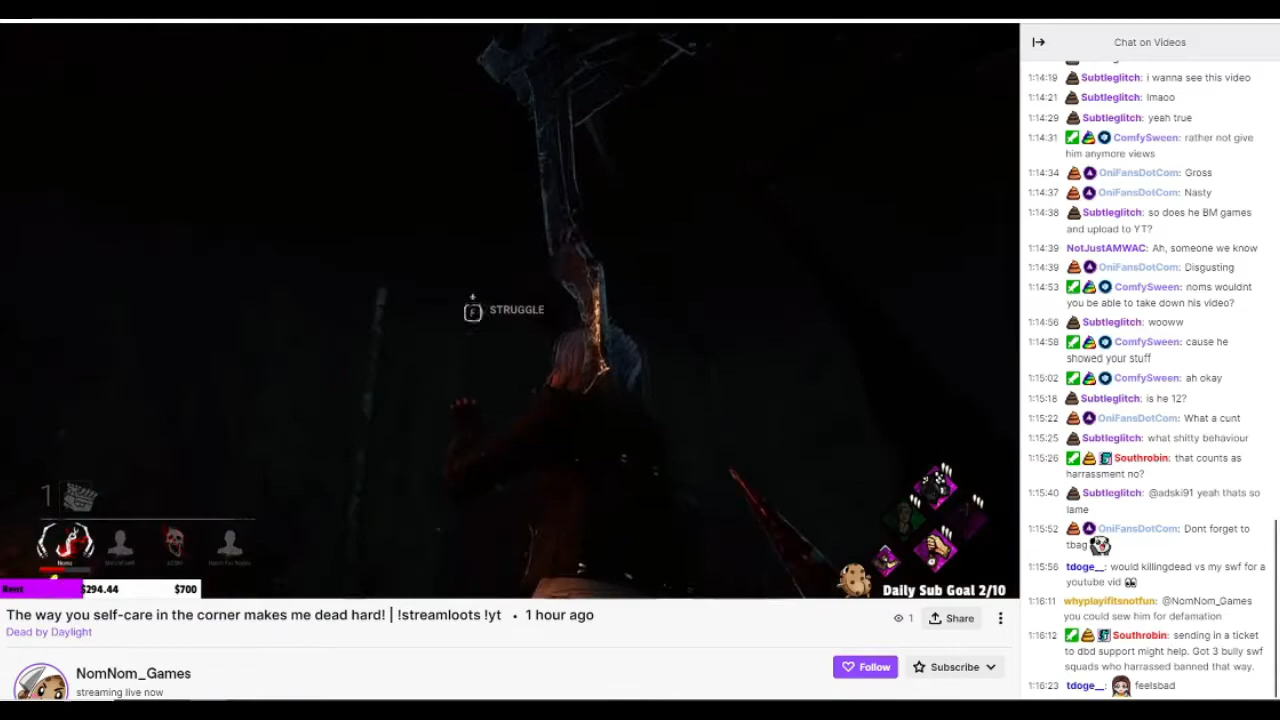 Chat on Videos
1:14:19 Subtleglitch: i wanna see this video
1:14:21 Subtleglitch: lmaoo
1:14:29 Subtleglitch: yeah true
1:14:31 ComfySween: rather not give
him anymore views
1:14:34 OniFansDotCom: Gross
1:14:37 OniFansDotCom: Nasty
1:14:38 Subtleglitch: so does he BM games
and upload to YT?
1:14:39 NotJustAMWAC: Ah, someone we know
1:14:39 OniFansDotCom: Disgusting
1:14:53 ComfySween: noms wouldnt
you be able to take down his video?
1:14:56 Subtleglitch: wooww
1:14:58 ComfySween: cause he
showed your stuff
1:15:02 ComfySween: ah okay
1:15:18 Subtleglitch: is he 12?
1:15:22 OniFansDotCom: What a cunt
1:15:25 Subtleglitch: what shitty behaviour
1:15:26 Southrobin: that counts as
harrassment no?
1:15:40 Subtleglitch: @adski91 yeah thats so
lame
1:15:52 OniFansDotCom: Dont forget to
tbag
1:15:56 tdoge__: would killingdead vs my swf for a
youtube vid
1:16:11 whyplayifitsnotfun: @NomNom_Games
you could sew him for defamation
1:16:12 Southrobin: sending in a ticket
to dbd support might help. Got 3 bully swf
squads who harrassed banned that way.
1:16:23 tdoge__: feelsbad
F STRUGGLE
1
Noms
Rent $294.44 $700
Daily Sub Goal 2/10
The way you self-care in the corner makes me dead hard! | !streamloots !yt • 1 hour ago
Dead by Daylight
1 Share
NomNom_Games
streaming live now
Follow Subscribe